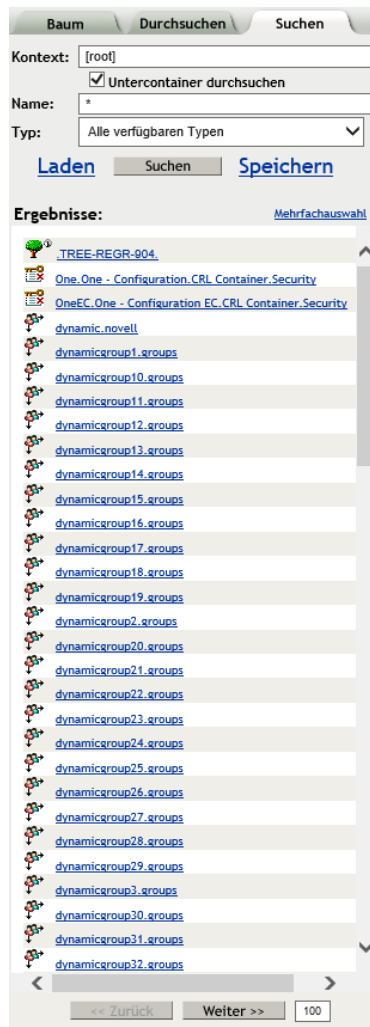 Baum Durchsuchen Suchen
Kontext: [root]
Untercontainer durchsuchen
Name: *
Typ: Alle verfügbaren Typen
Laden Suchen Speichern
Ergebnisse: Mehrfachauswahl
.TREE-REGR-904.
One.One - Configuration.CRL Container.Security
OneEC.One - Configuration EC.CRL Container.Security
dynamic.novell
dynamicgroup1.groups
dynamicgroup10.groups
dynamicgroup11.groups
dynamicgroup12.groups
dynamicgroup13.groups
dynamicgroup14.groups
dynamicgroup15.groups
dynamicgroup16.groups
dynamicgroup17.groups
dynamicgroup18.groups
dynamicgroup19.groups
dynamicgroup2.groups
dynamicgroup20.groups
dynamicgroup21.groups
dynamicgroup22.groups
dynamicgroup23.groups
dynamicgroup24.groups
dynamicgroup25.groups
dynamicgroup26.groups
dynamicgroup27.groups
dynamicgroup28.groups
dynamicgroup29.groups
dynamicgroup3.groups
dynamicgroup30.groups
dynamicgroup31.groups
dynamicgroup32.groups
<< Zurück Weiter >> 100